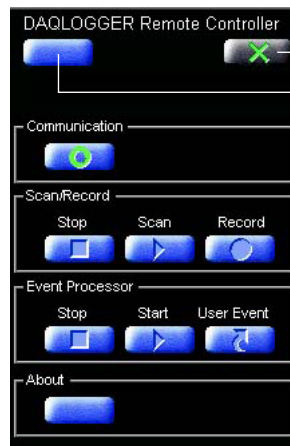 DAQLOGGER Remote Controller
Communication
Scan/Record
Stop Scan Record
Event Processor
Stop Start User Event
About